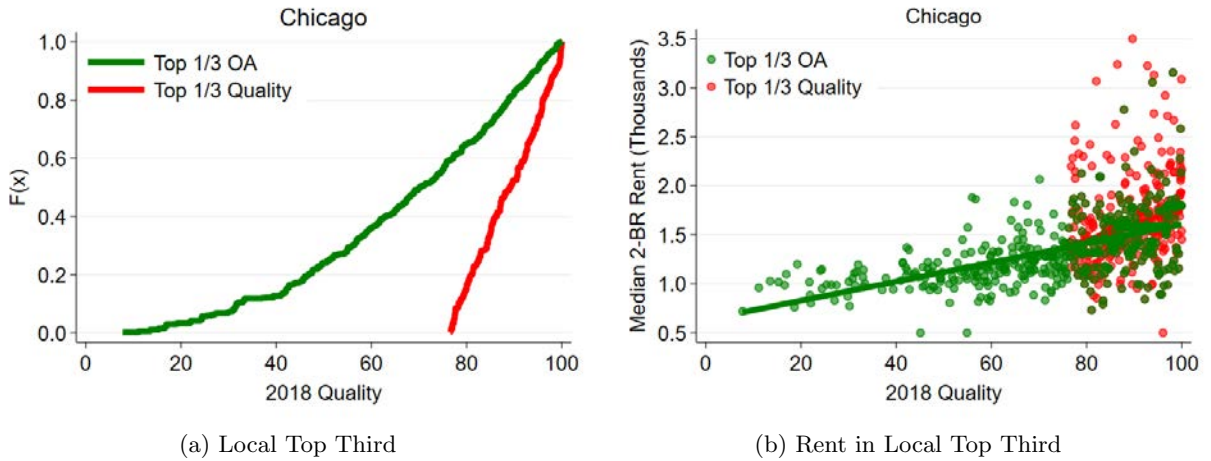 Chicago
Top 1/3 OA
Top 1/3 Quality
F(x)
1.0
0.8
0.6
0.4
0.2
0.0
0 20 40 60 80 100
2018 Quality
(a) Local Top Third
Chicago
Top 1/3 OA
Top 1/3 Quality
Median 2-BR Rent (Thousands)
3.5
3.0
2.5
2.0
1.5
1.0
0.5
0 20 40 60 80 100
2018 Quality
(b) Rent in Local Top Third